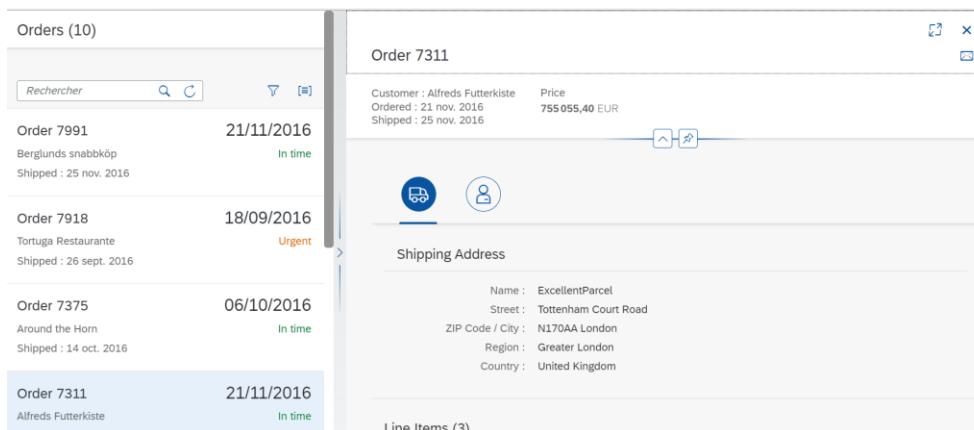 Orders (10)
Rechercher
Order 7991 21/11/2016
Berglunds snabbköp In time
Shipped : 25 nov. 2016
Order 7918 18/09/2016
Tortuga Restaurante Urgent
Shipped : 26 sept. 2016
Order 7375 06/10/2016
Around the Horn In time
Shipped : 14 oct. 2016
Order 7311 21/11/2016
Alfreds Futterkiste In time
Order 7311
Customer : Alfreds Futterkiste
Ordered : 21 nov. 2016
Shipped : 25 nov. 2016
Price
755 055,40 EUR
Shipping Address
Name : ExcellentParcel
Street : Tottenham Court Road
ZIP Code / City : N170AA London
Region : Greater London
Country : United Kingdom
Line Items (3)